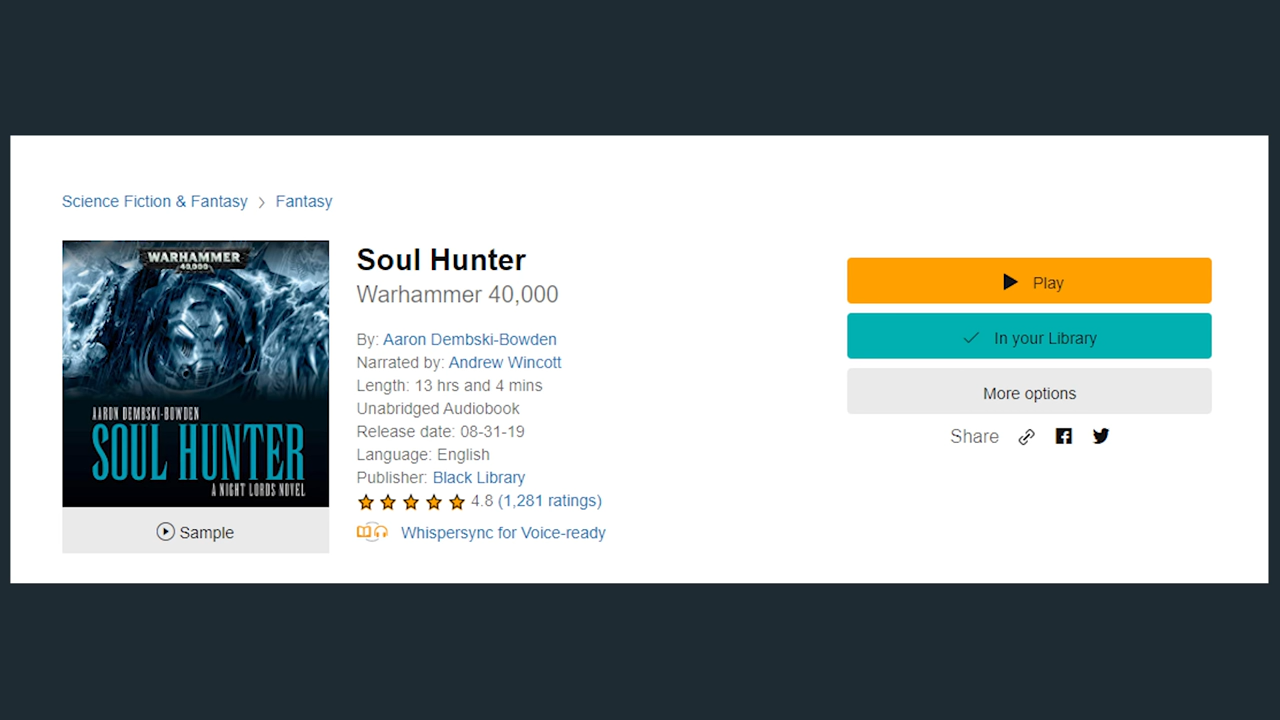 Science Fiction & Fantasy > Fantasy
WARHAMMER
40,000
AARON DEMBSKI-BOWDEN
SOUL HUNTER
A NIGHT LORDS NOVEL
Sample
Soul Hunter
Warhammer 40,000
By: Aaron Dembski-Bowden
Narrated by: Andrew Wincott
Length: 13 hrs and 4 mins
Unabridged Audiobook
Release date: 08-31-19
Language: English
Publisher: Black Library
4.8 (1,281 ratings)
Whispersync for Voice-ready
Play
In your Library
More options
Share